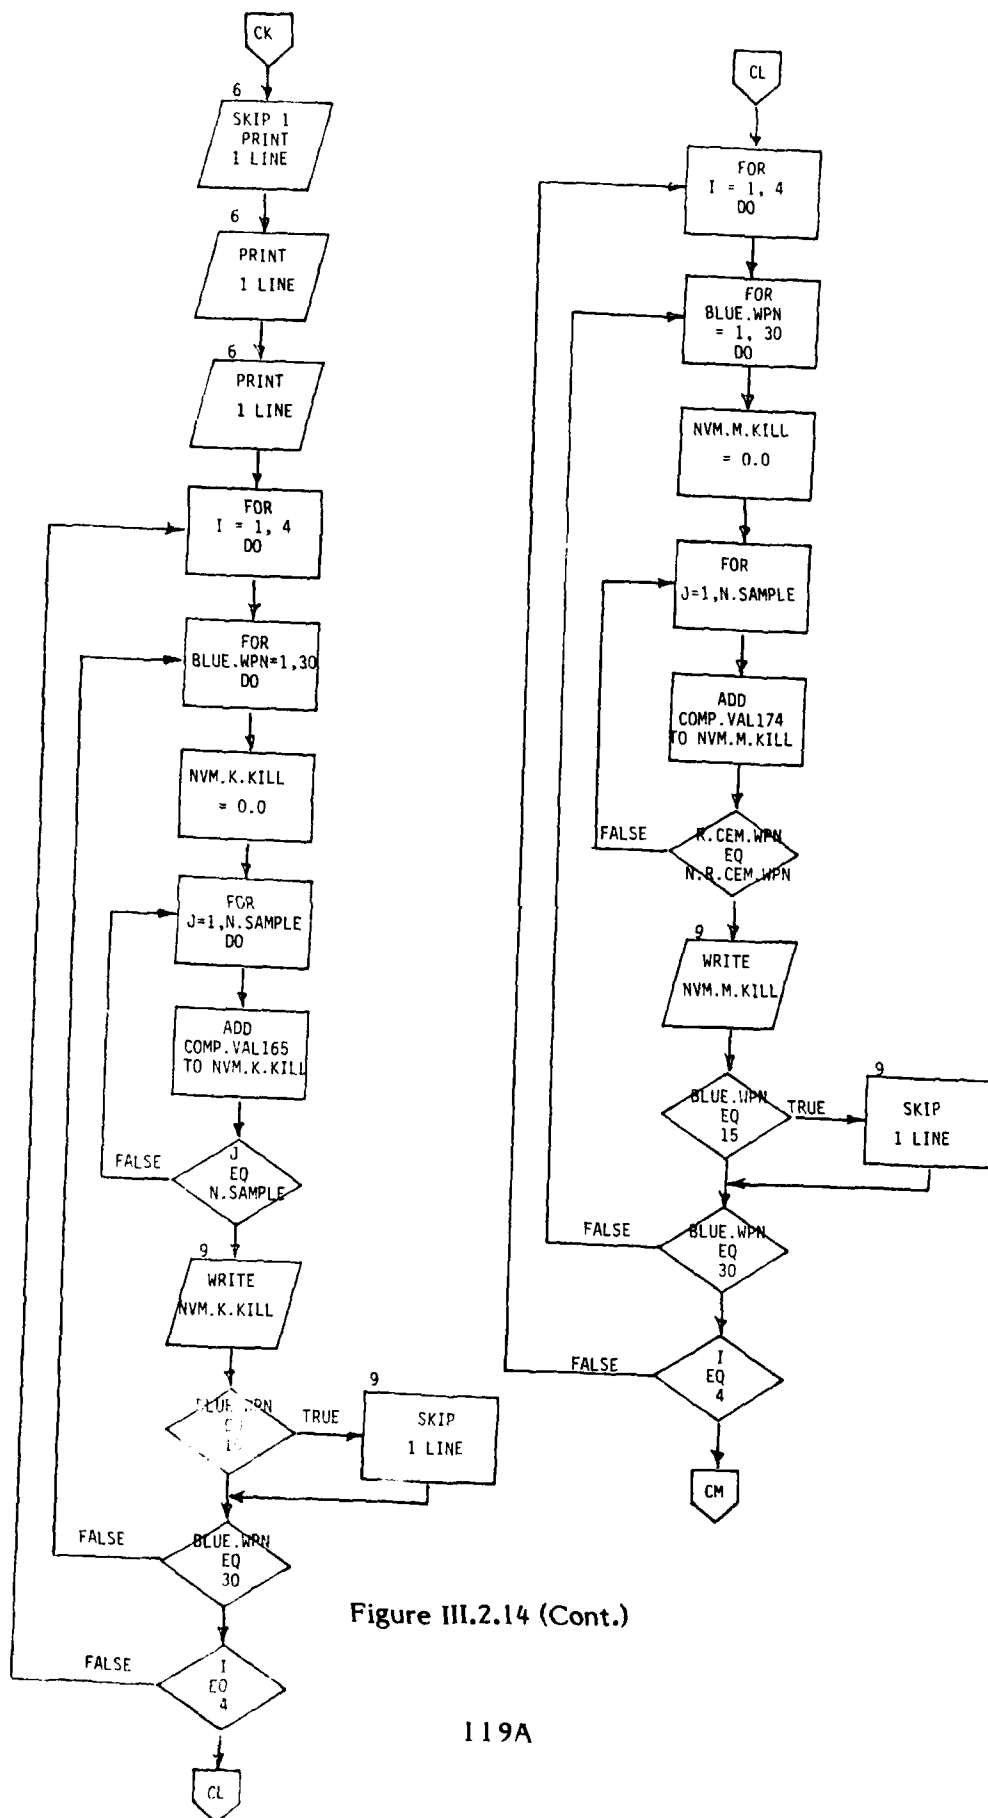 CK
6
SKIP 1
PRINT
1 LINE
6
PRINT
1 LINE
6
PRINT
1 LINE
FOR
I = 1, 4
DO
FOR
BLUE.WPN=1,30
DO
NVM.K.KILL
= 0.0
FOR
J=1,N.SAMPLE
DO
ADD
COMP.VAL165
TO NVM.K.KILL
J
EQ
N.SAMPLE
FALSE
9
WRITE
NVM.K.KILL
BLUE.WPN
TRUE
9
SKIP
1 LINE
BLUE.WPN
EQ
30
FALSE
I
EQ
4
FALSE
CL
CL
FOR
I = 1, 4
DO
FOR
BLUE.WPN
= 1, 30
DO
NVM.M.KILL
= 0.0
FOR
J=1,N.SAMPLE
ADD
COMP.VAL174
TO NVM.M.KILL
R.CEM.WPN
EQ
N.R.CEM.WPN
FALSE
9
WRITE
NVM.M.KILL
BLUE.WPN
EQ
15
TRUE
9
SKIP
1 LINE
BLUE.WPN
EQ
30
FALSE
I
EQ
4
FALSE
CM
Figure III.2.14 (Cont.)
119A